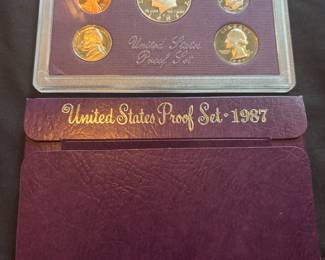 United States
Proof Set
United States Proof Set · 1987